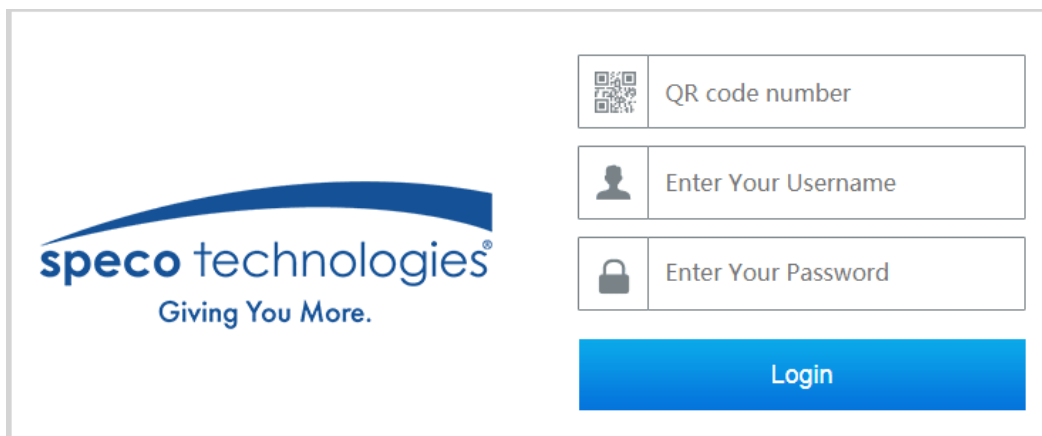 speco technologies®
Giving You More.
QR code number
Enter Your Username
Enter Your Password
Login